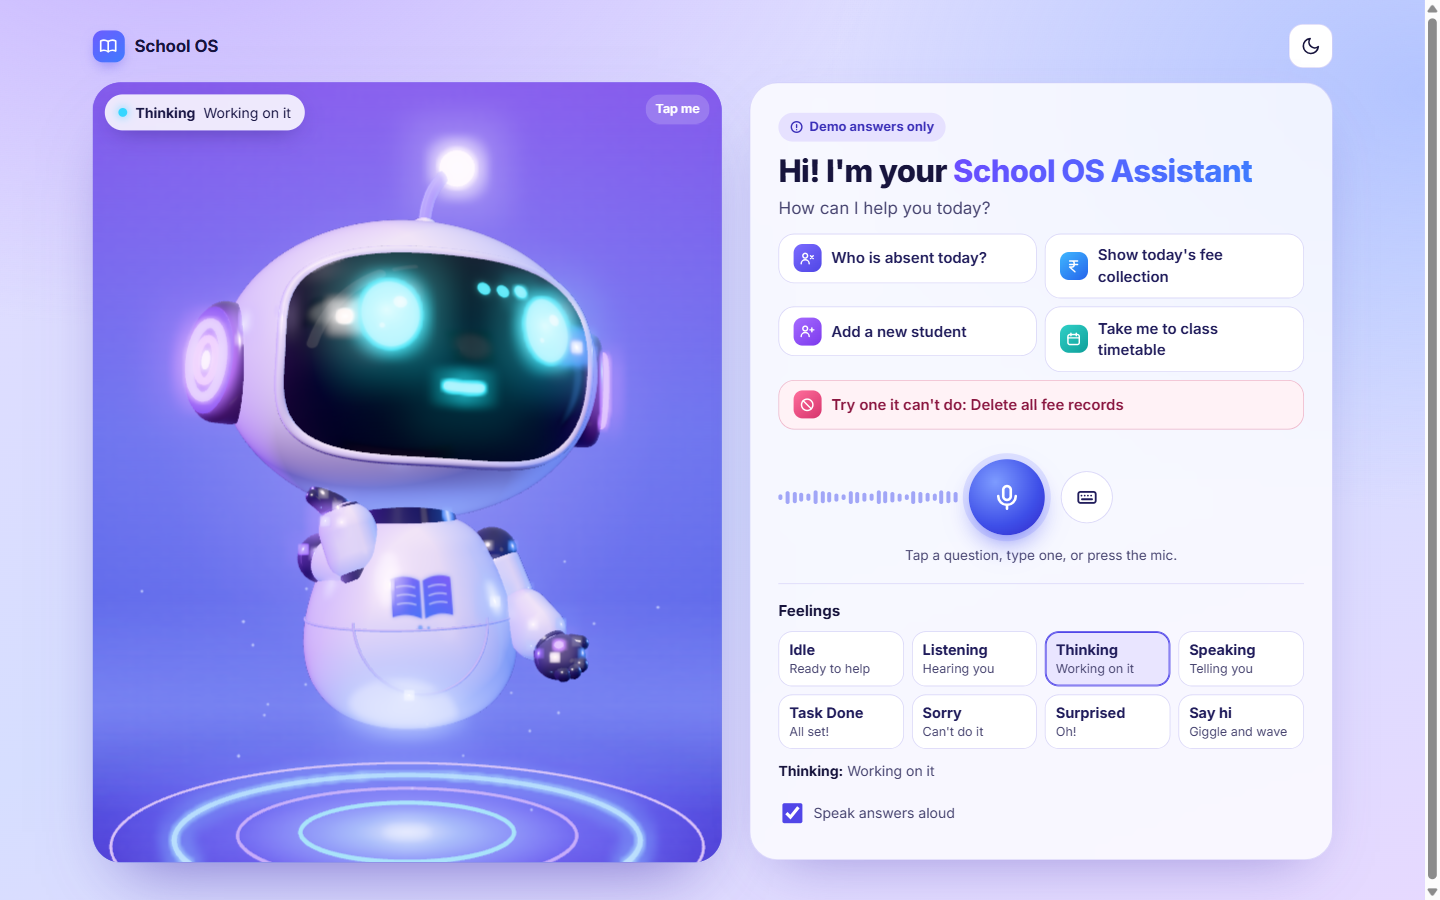 School OS
Thinking Working on it
Tap me
Demo answers only
Hi! I'm your School OS Assistant
How can I help you today?
Who is absent today?
Show today's fee
collection
Add a new student
Take me to class
timetable
Try one it can't do: Delete all fee records
Tap a question, type one, or press the mic.
Feelings
Idle
Ready to help
Listening
Hearing you
Thinking
Working on it
Speaking
Telling you
Task Done
All set!
Sorry
Can't do it
Surprised
Oh!
Say hi
Giggle and wave
Thinking: Working on it
Speak answers aloud